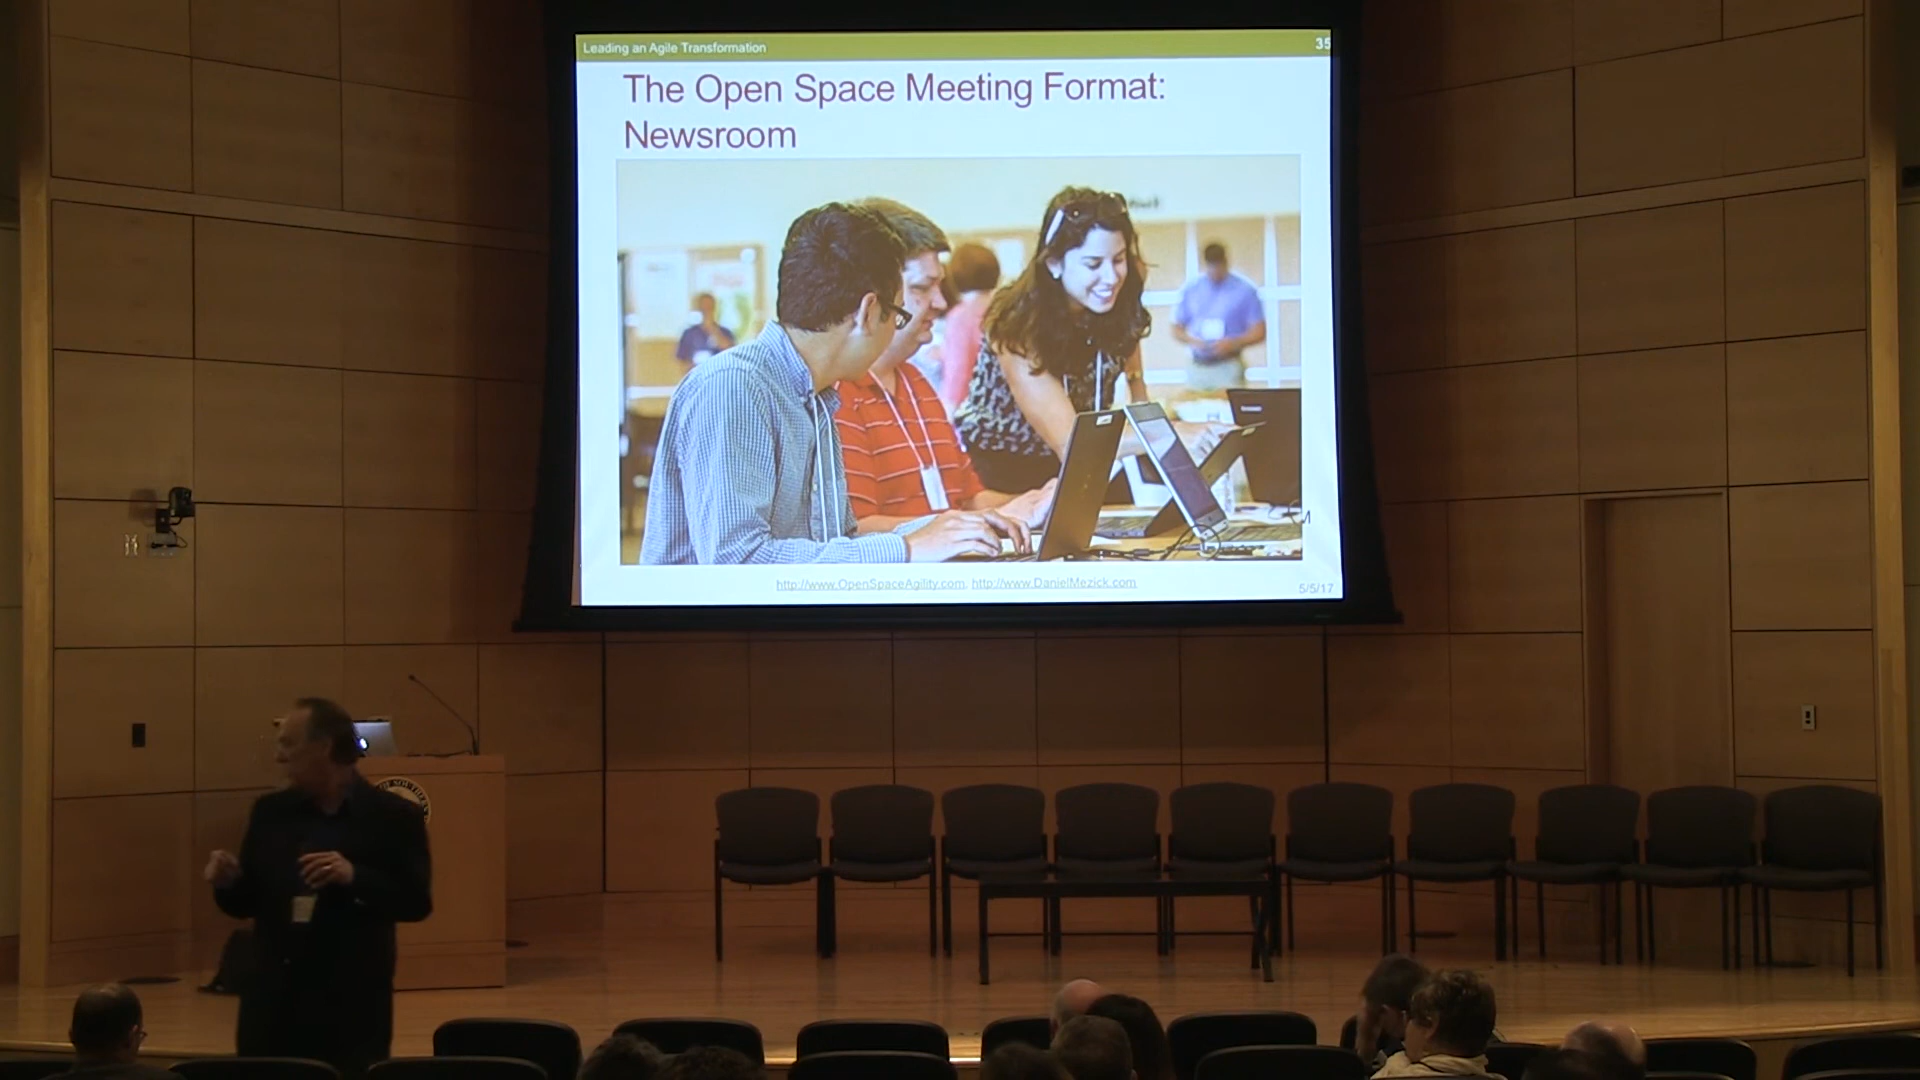 Leading an Agile Transformation
35
The Open Space Meeting Format:
Newsroom
http://www.OpenSpaceAgility.com, http://www.DanielMezick.com
5/5/17